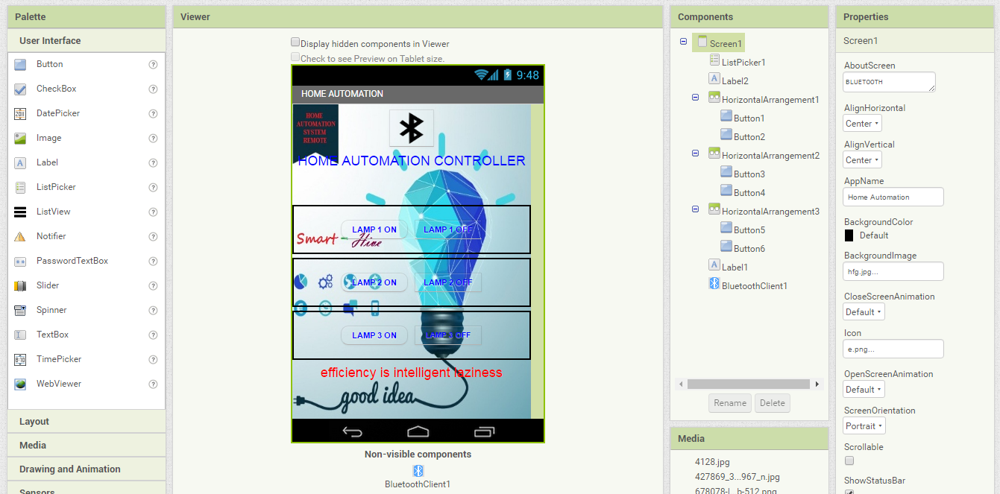 Palette
User Interface
Button
CheckBox
DatePicker
Image
Label
ListPicker
ListView
Notifier
PasswordTextBox
Slider
Spinner
TextBox
TimePicker
WebViewer
Layout
Media
Drawing and Animation
Sensors
Viewer
Display hidden components in Viewer
Check to see Preview on Tablet size.
9:48
HOME AUTOMATION
HOME
AUTOMATION
SYSTEM
REMOTE
HOME AUTOMATION CONTROLLER
LAMP 1 ON LAMP 1 OFF
Smart - Hive
LAMP 2 ON LAMP 2 OFF
LAMP 3 ON LAMP 3 OFF
efficiency is intelligent laziness
good idea
Non-visible components
BluetoothClient1
Components
Screen1
ListPicker1
Label2
HorizontalArrangement1
Button1
Button2
HorizontalArrangement2
Button3
Button4
HorizontalArrangement3
Button5
Button6
Label1
BluetoothClient1
Rename Delete
Media
4128.jpg
427869_3...967_n.jpg
678078-l...b-512.png
Properties
Screen1
AboutScreen
BLUETOOTH
AlignHorizontal
Center
AlignVertical
Center
AppName
Home Automation
BackgroundColor
Default
BackgroundImage
hfg.jpg...
CloseScreenAnimation
Default
Icon
e.png...
OpenScreenAnimation
Default
ScreenOrientation
Portrait
Scrollable
ShowStatusBar